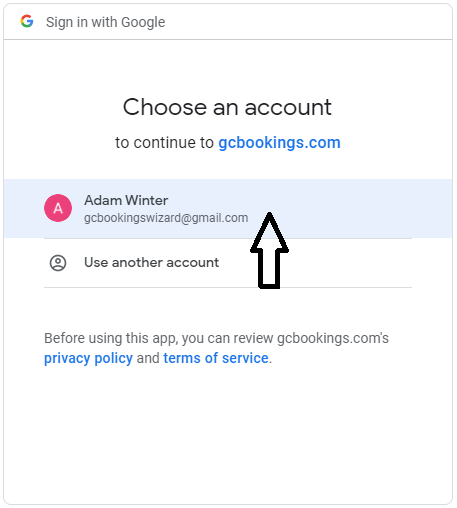 Sign in with Google
Choose an account
to continue to gcbookings.com
A
Adam Winter
gcbookingswizard@gmail.com
Use another account
Before using this app, you can review gcbookings.com's
privacy policy and terms of service.